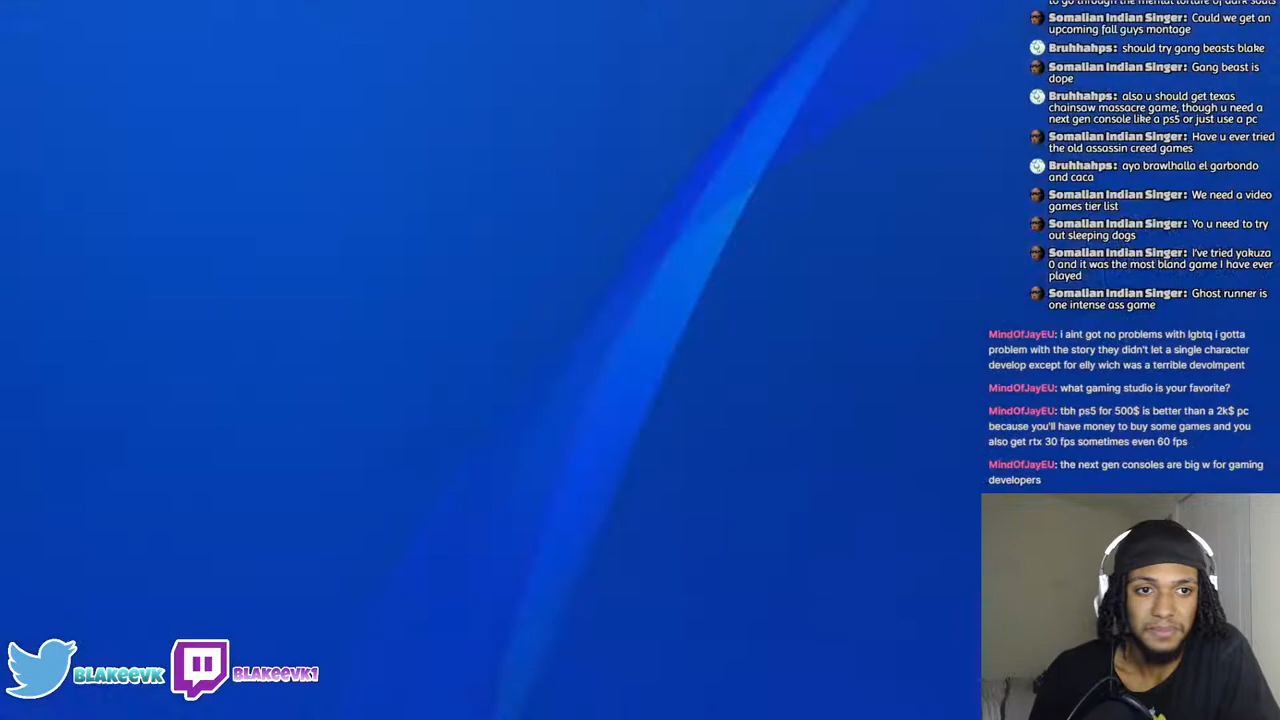 to go through the mental torture of dark souls
Somalian Indian Singer: Could we get an
upcoming fall guys montage
Bruhhahps: should try gang beasts blake
Somalian Indian Singer: Gang beast is
dope
Bruhhahps: also u should get texas
chainsaw massacre game, though u need a
next gen console like a ps5 or just use a pc
Somalian Indian Singer: Have u ever tried
the old assassin creed games
Bruhhahps: ayo brawlhalla el garbondo
and caca
Somalian Indian Singer: We need a video
games tier list
Somalian Indian Singer: Yo u need to try
out sleeping dogs
Somalian Indian Singer: I've tried yakuza
0 and it was the most bland game I have ever
played
Somalian Indian Singer: Ghost runner is
one intense ass game
MindOfJayEU: i aint got no problems with lgbtq i gotta
problem with the story they didn't let a single character
develop except for elly wich was a terrible devolmpent
MindOfJayEU: what gaming studio is your favorite?
MindOfJayEU: tbh ps5 for 500$ is better than a 2k$ pc
because you'll have money to buy some games and you
also get rtx 30 fps sometimes even 60 fps
MindOfJayEU: the next gen consoles are big w for gaming
developers
BLAKEEVK
BLAKEEVK1